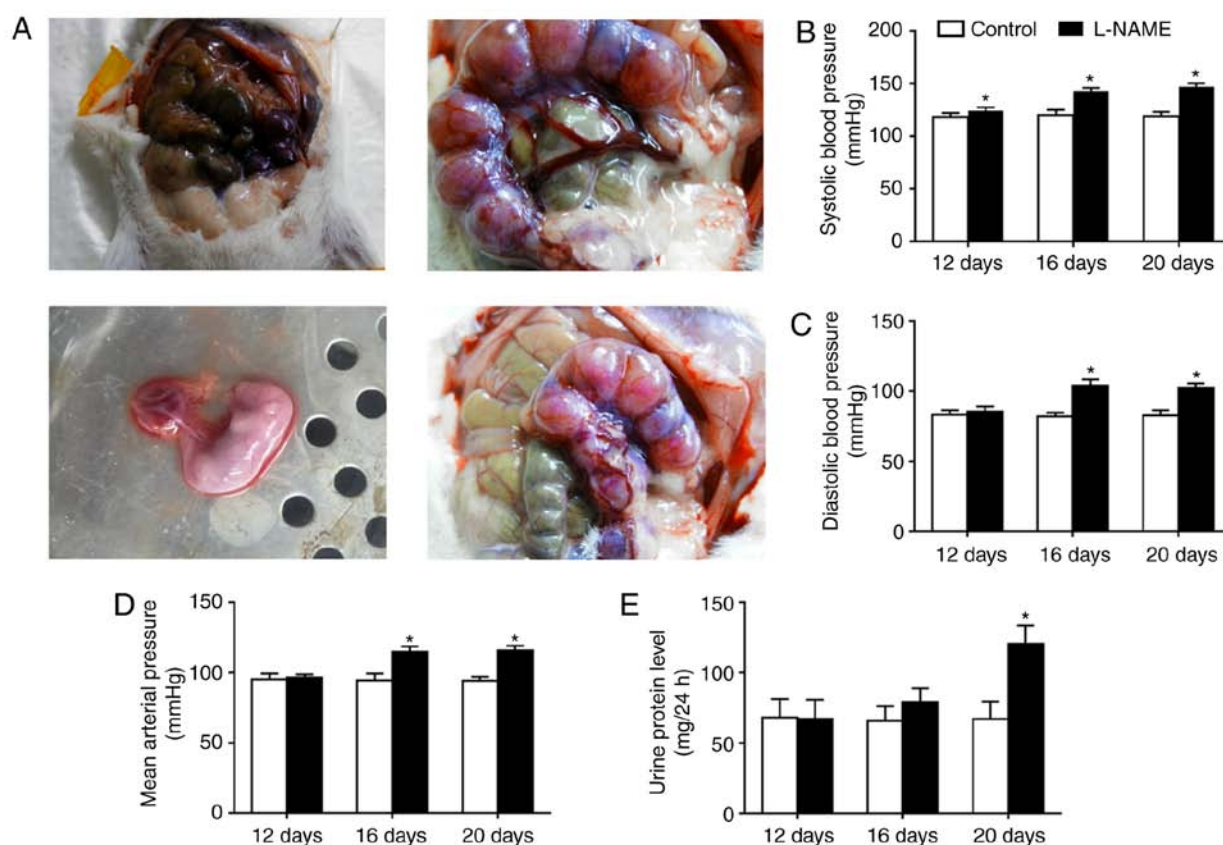 A
B
Control
L-NAME
Systolic blood pressure
(mmHg)
200
150
100
50
0
*
*
*
12 days
16 days
20 days
C
Diastolic blood pressure
(mmHg)
150
100
50
0
*
*
12 days
16 days
20 days
D
Mean arterial pressure
(mmHg)
150
100
50
0
*
*
12 days
16 days
20 days
E
Urine protein level
(mg/24 h)
150
100
50
0
*
12 days
16 days
20 days